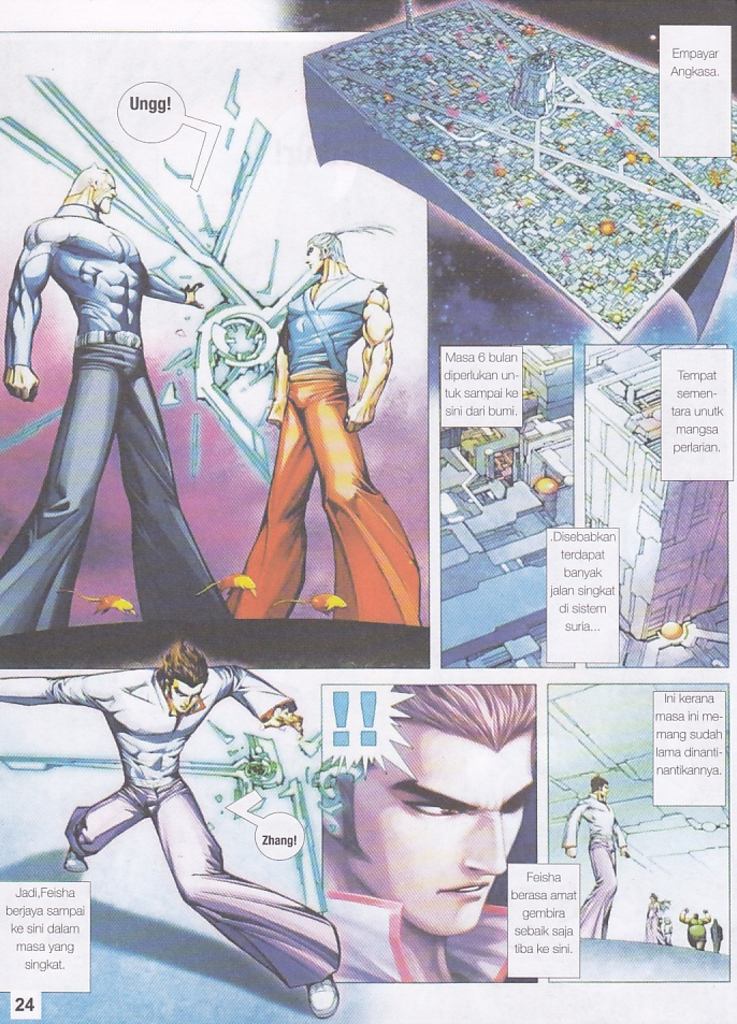 Empayar
Angkasa.
Ungg!
Masa 6 bulan
diperlukan un-
tuk sampai ke
sini dari bumi.
Tempat
semen-
tara unutk
mangsa
perlarian.
.Disebabkan
terdapat
banyak
jalan singkat
di sistem
suria...
Ini kerana
masa ini me-
mang sudah
lama dinanti-
nantikannya.
!!
Zhang!
Jadi,Feisha
berjaya sampai
ke sini dalam
masa yang
singkat.
Feisha
berasa amat
gembira
sebaik saja
tiba ke sini.
24